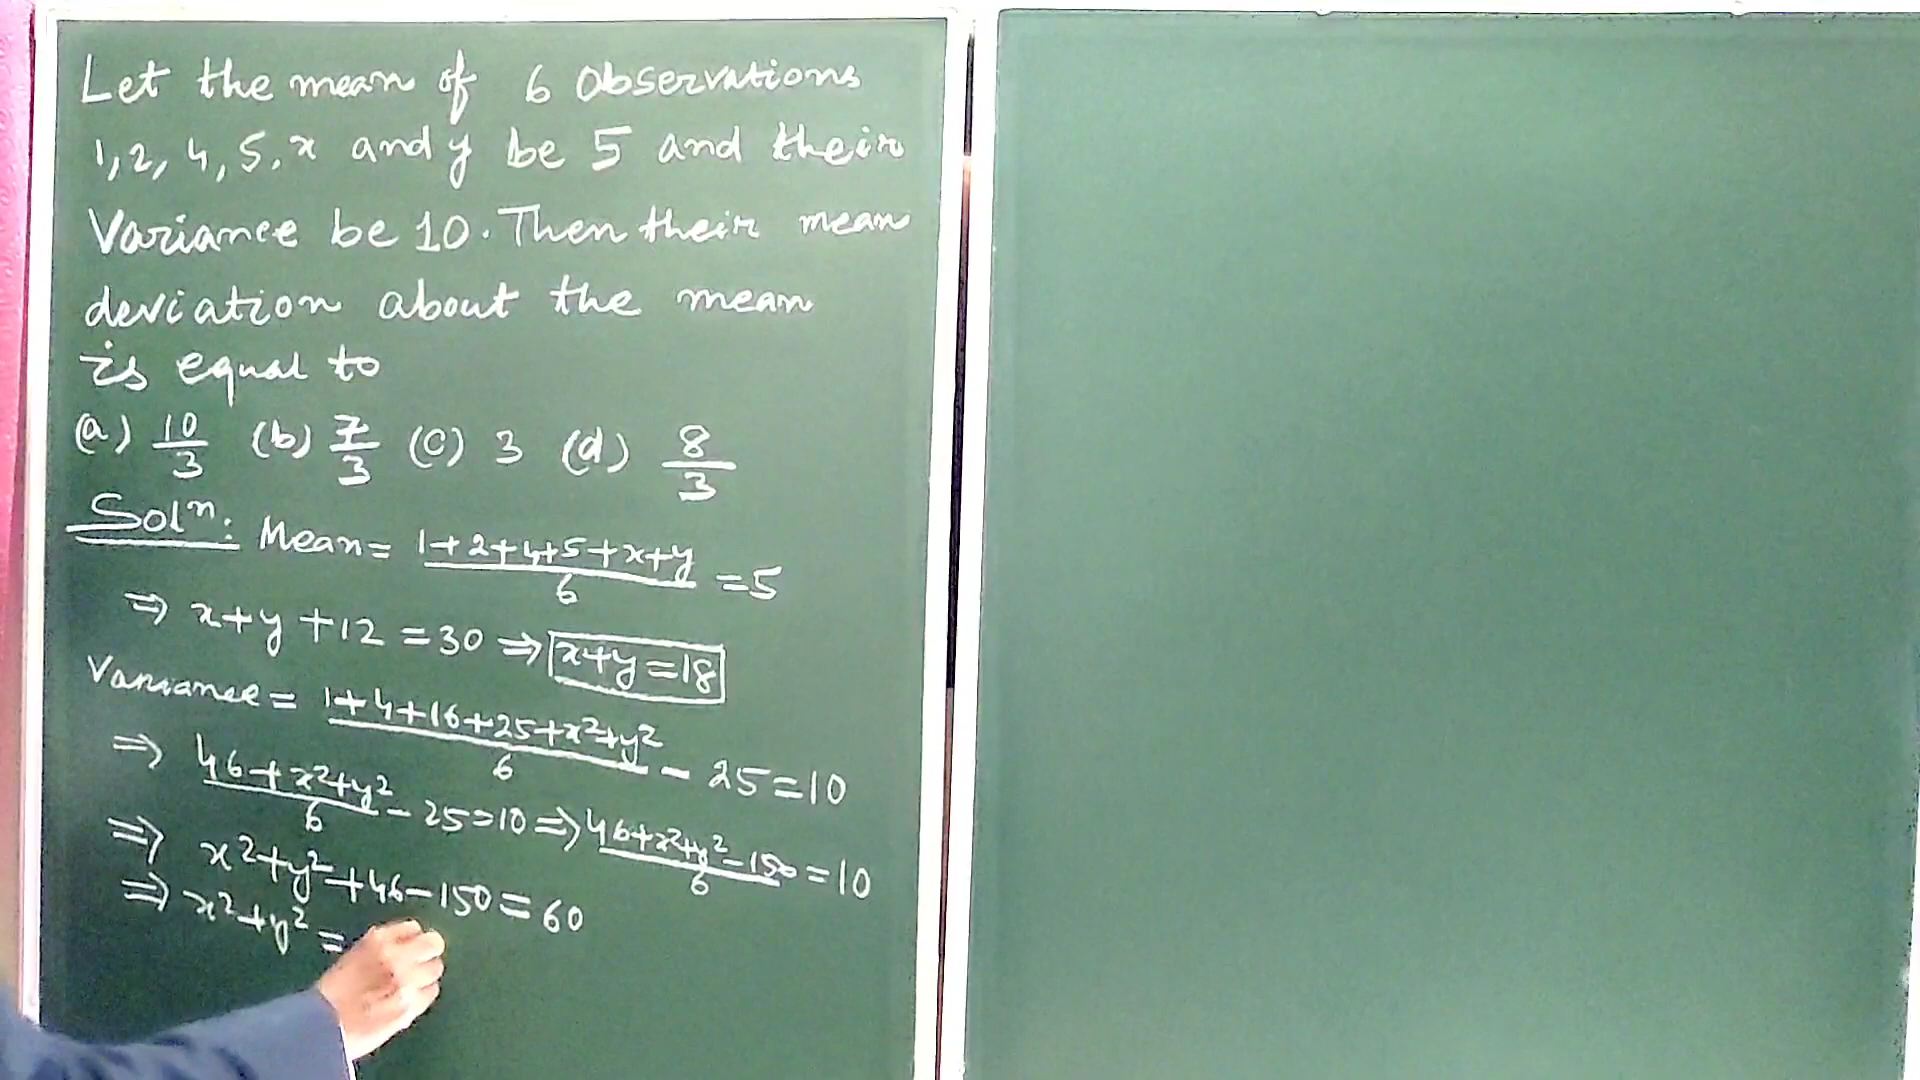 Let the mean of 6 observations
1, 2, 4, 5, x and y be 5 and their
Variance be 10. Then their mean
deviation about the mean
is equal to
(a) 10/3 (b) 7/3 (c) 3 (d) 8/3
Solⁿ: Mean = (1+2+4+5+x+y)/6 = 5
⇒ x+y+12 = 30 ⇒ x+y = 18
Variance = (1+4+16+25+x²+y²)/6 - 25 = 10
⇒ (46+x²+y²)/6 - 25 = 10 ⇒ (46+x²+y²-150)/6 = 10
⇒ x²+y²+46-150 = 60
⇒ x²+y² =